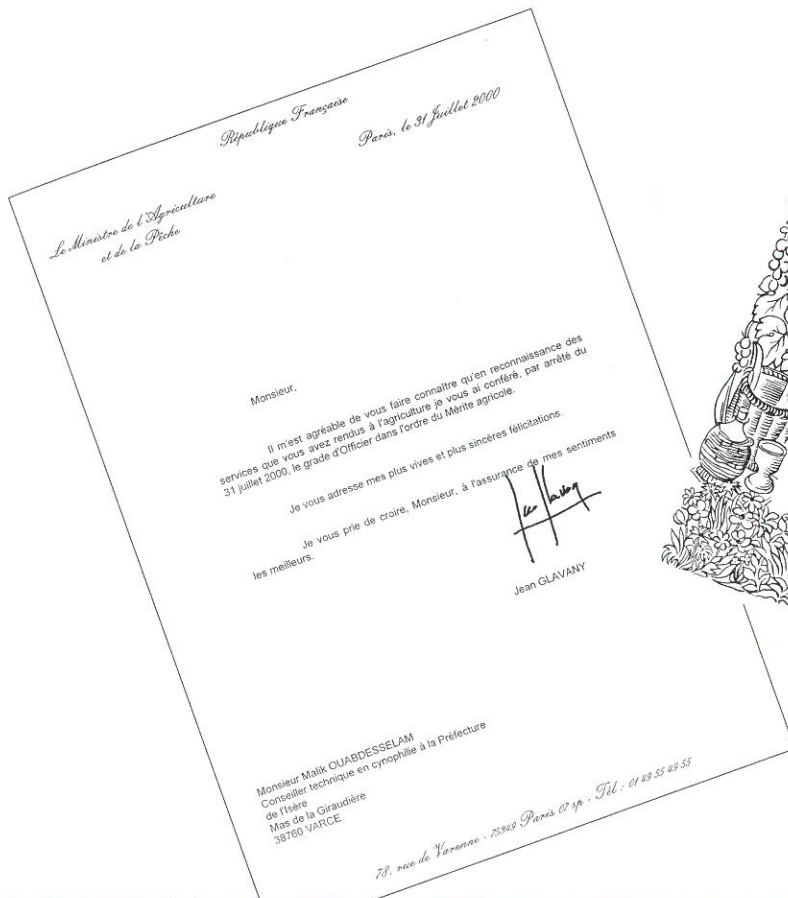 République Française
Paris, le 31 Juillet 2000
Le Ministre de l'Agriculture
et de la Pêche
Monsieur,
Il m'est agréable de vous faire connaître qu'en reconnaissance des
services que vous avez rendus à l'agriculture je vous ai conféré, par arrêté du
31 juillet 2000, le grade d'Officier dans l'ordre du Mérite agricole.
Je vous adresse mes plus vives et plus sincères félicitations.
Je vous prie de croire, Monsieur, à l'assurance de mes sentiments
les meilleurs.
Jean GLAVANY
Monsieur Malik OUABDESSELAM
Conseiller technique en cynophilie à la Préfecture
de l'Isère
Mas de la Giraudière
38760 VARCE
78, rue de Varenne - 75349 Paris 07 sp - Tél : 01 49 55 49 55